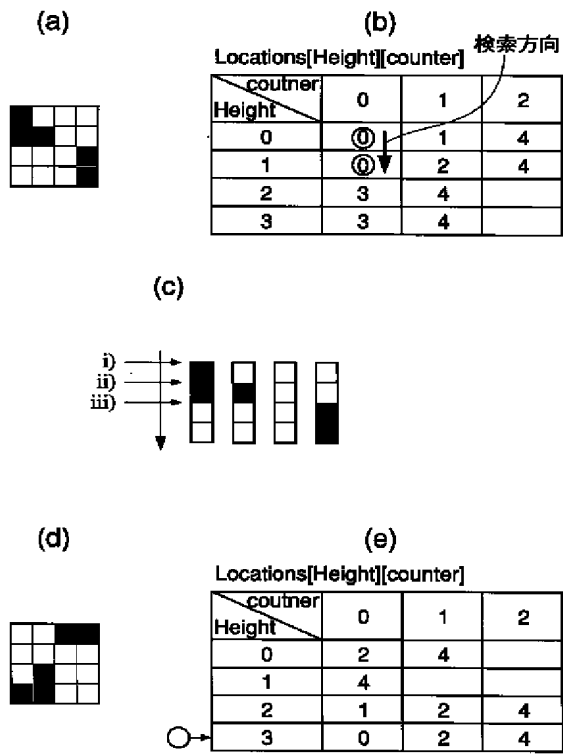 (a)
(b)
Locations[Height][counter]
検索方向
coutner
Height
0 1 2
0 0 1 4
1 0 2 4
2 3 4
3 3 4
(c)
i)
ii)
iii)
(d)
(e)
Locations[Height][counter]
coutner
Height
0 1 2
0 2 4
1 4
2 1 2 4
3 0 2 4